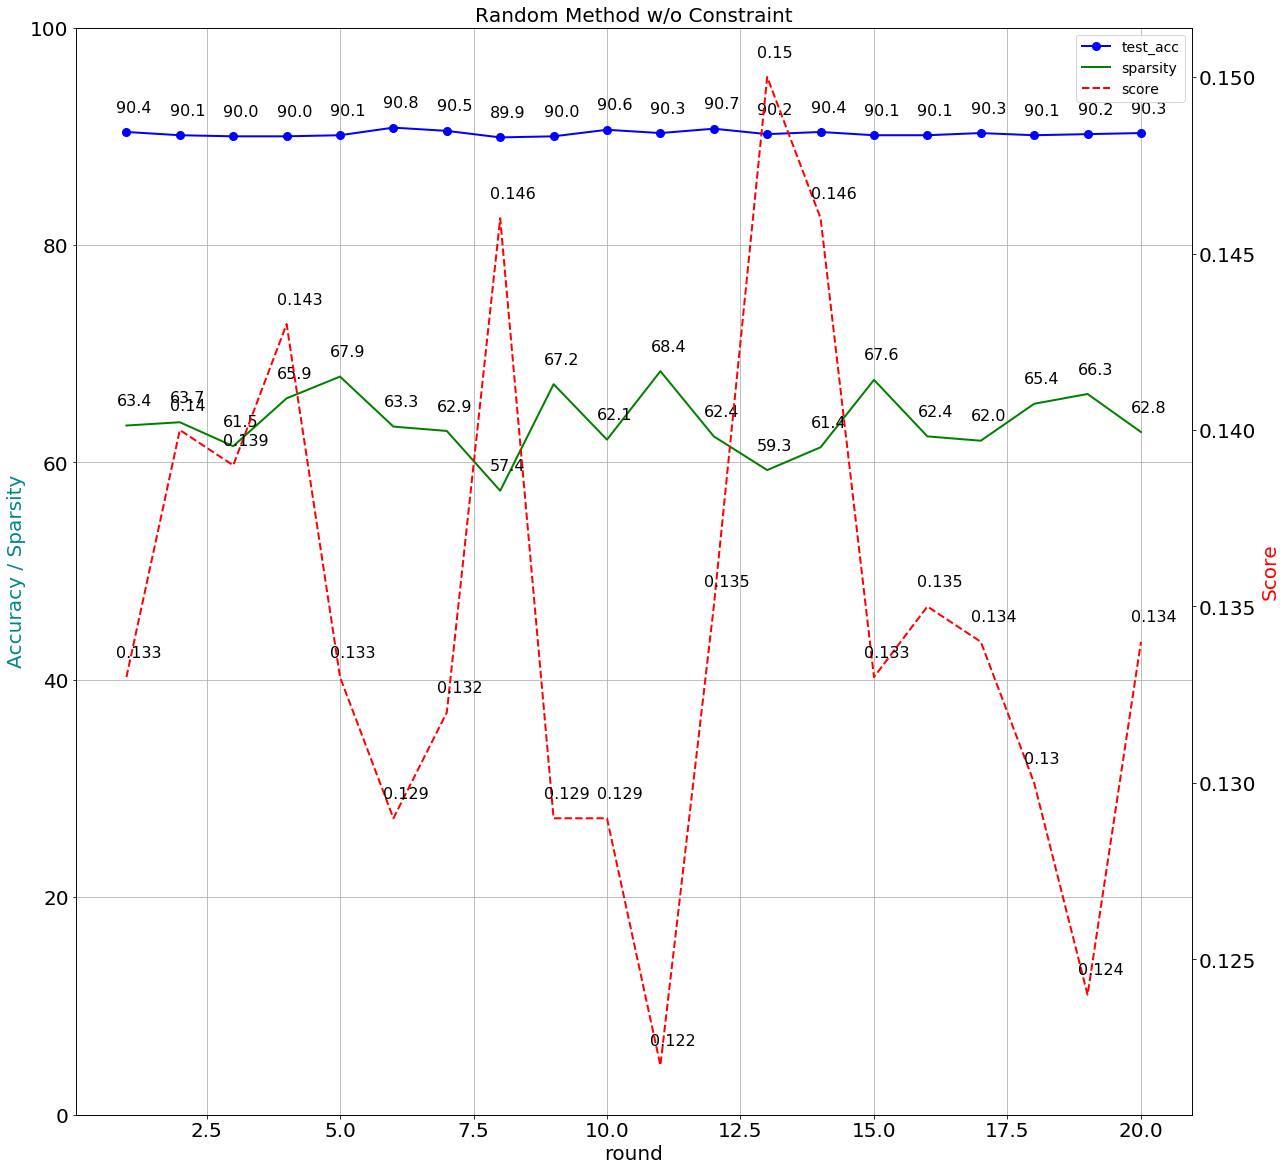 Random Method w/o Constraint
100
80
60
40
20
0
Accuracy / Sparsity
test_acc
sparsity
score
0.150
0.145
0.140
0.135
0.130
0.125
Score
90.4 90.1 90.0 90.0 90.1 90.8 90.5 89.9 90.0 90.6 90.3 90.7 90.2 90.4 90.1 90.1 90.3 90.1 90.2 90.3
63.4 63.7 61.5 65.9 67.9 63.3 62.9 57.4 67.2 62.1 68.4 62.4 59.3 61.4 67.6 62.4 62.0 65.4 66.3 62.8
0.133 0.14 0.139 0.143 0.133 0.129 0.132 0.146 0.129 0.129 0.122 0.135 0.15 0.146 0.133 0.135 0.134 0.13 0.124 0.134
2.5 5.0 7.5 10.0 12.5 15.0 17.5 20.0
round